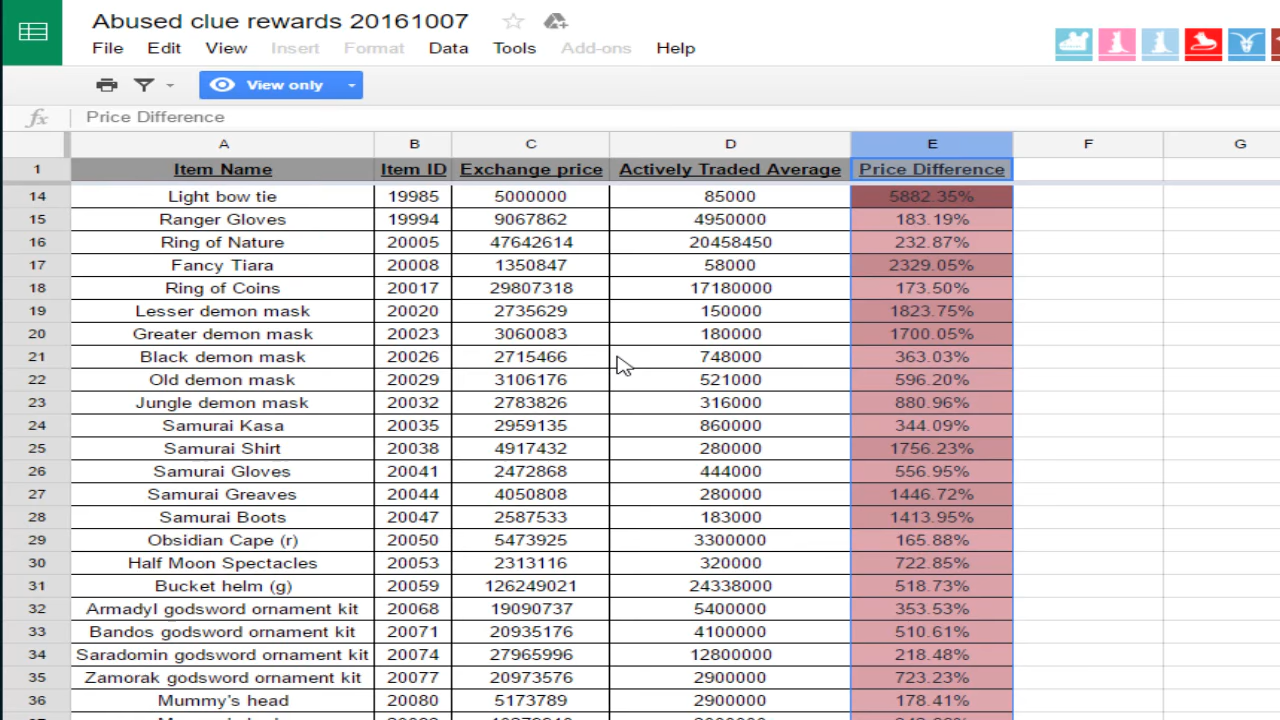 Abused clue rewards 20161007
File Edit View Insert Format Data Tools Add-ons Help
View only
fx Price Difference
A B C D E F G
1 Item Name Item ID Exchange price Actively Traded Average Price Difference
14 Light bow tie 19985 5000000 85000 5882.35%
15 Ranger Gloves 19994 9067862 4950000 183.19%
16 Ring of Nature 20005 47642614 20458450 232.87%
17 Fancy Tiara 20008 1350847 58000 2329.05%
18 Ring of Coins 20017 29807318 17180000 173.50%
19 Lesser demon mask 20020 2735629 150000 1823.75%
20 Greater demon mask 20023 3060083 180000 1700.05%
21 Black demon mask 20026 2715466 748000 363.03%
22 Old demon mask 20029 3106176 521000 596.20%
23 Jungle demon mask 20032 2783826 316000 880.96%
24 Samurai Kasa 20035 2959135 860000 344.09%
25 Samurai Shirt 20038 4917432 280000 1756.23%
26 Samurai Gloves 20041 2472868 444000 556.95%
27 Samurai Greaves 20044 4050808 280000 1446.72%
28 Samurai Boots 20047 2587533 183000 1413.95%
29 Obsidian Cape (r) 20050 5473925 3300000 165.88%
30 Half Moon Spectacles 20053 2313116 320000 722.85%
31 Bucket helm (g) 20059 126249021 24338000 518.73%
32 Armadyl godsword ornament kit 20068 19090737 5400000 353.53%
33 Bandos godsword ornament kit 20071 20935176 4100000 510.61%
34 Saradomin godsword ornament kit 20074 27965996 12800000 218.48%
35 Zamorak godsword ornament kit 20077 20973576 2900000 723.23%
36 Mummy's head 20080 5173789 2900000 178.41%